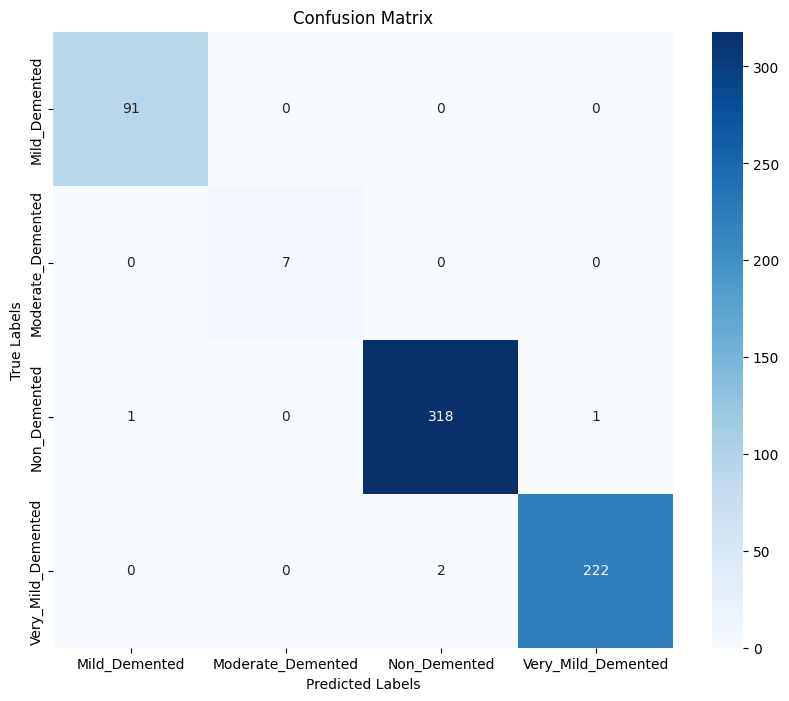 Confusion Matrix
Mild_Demented
91
0
0
0
Moderate_Demented
0
7
0
0
Non_Demented
1
0
318
1
Very_Mild_Demented
0
0
2
222
True Labels
Mild_Demented
Moderate_Demented
Non_Demented
Very_Mild_Demented
Predicted Labels
300
250
200
150
100
50
0